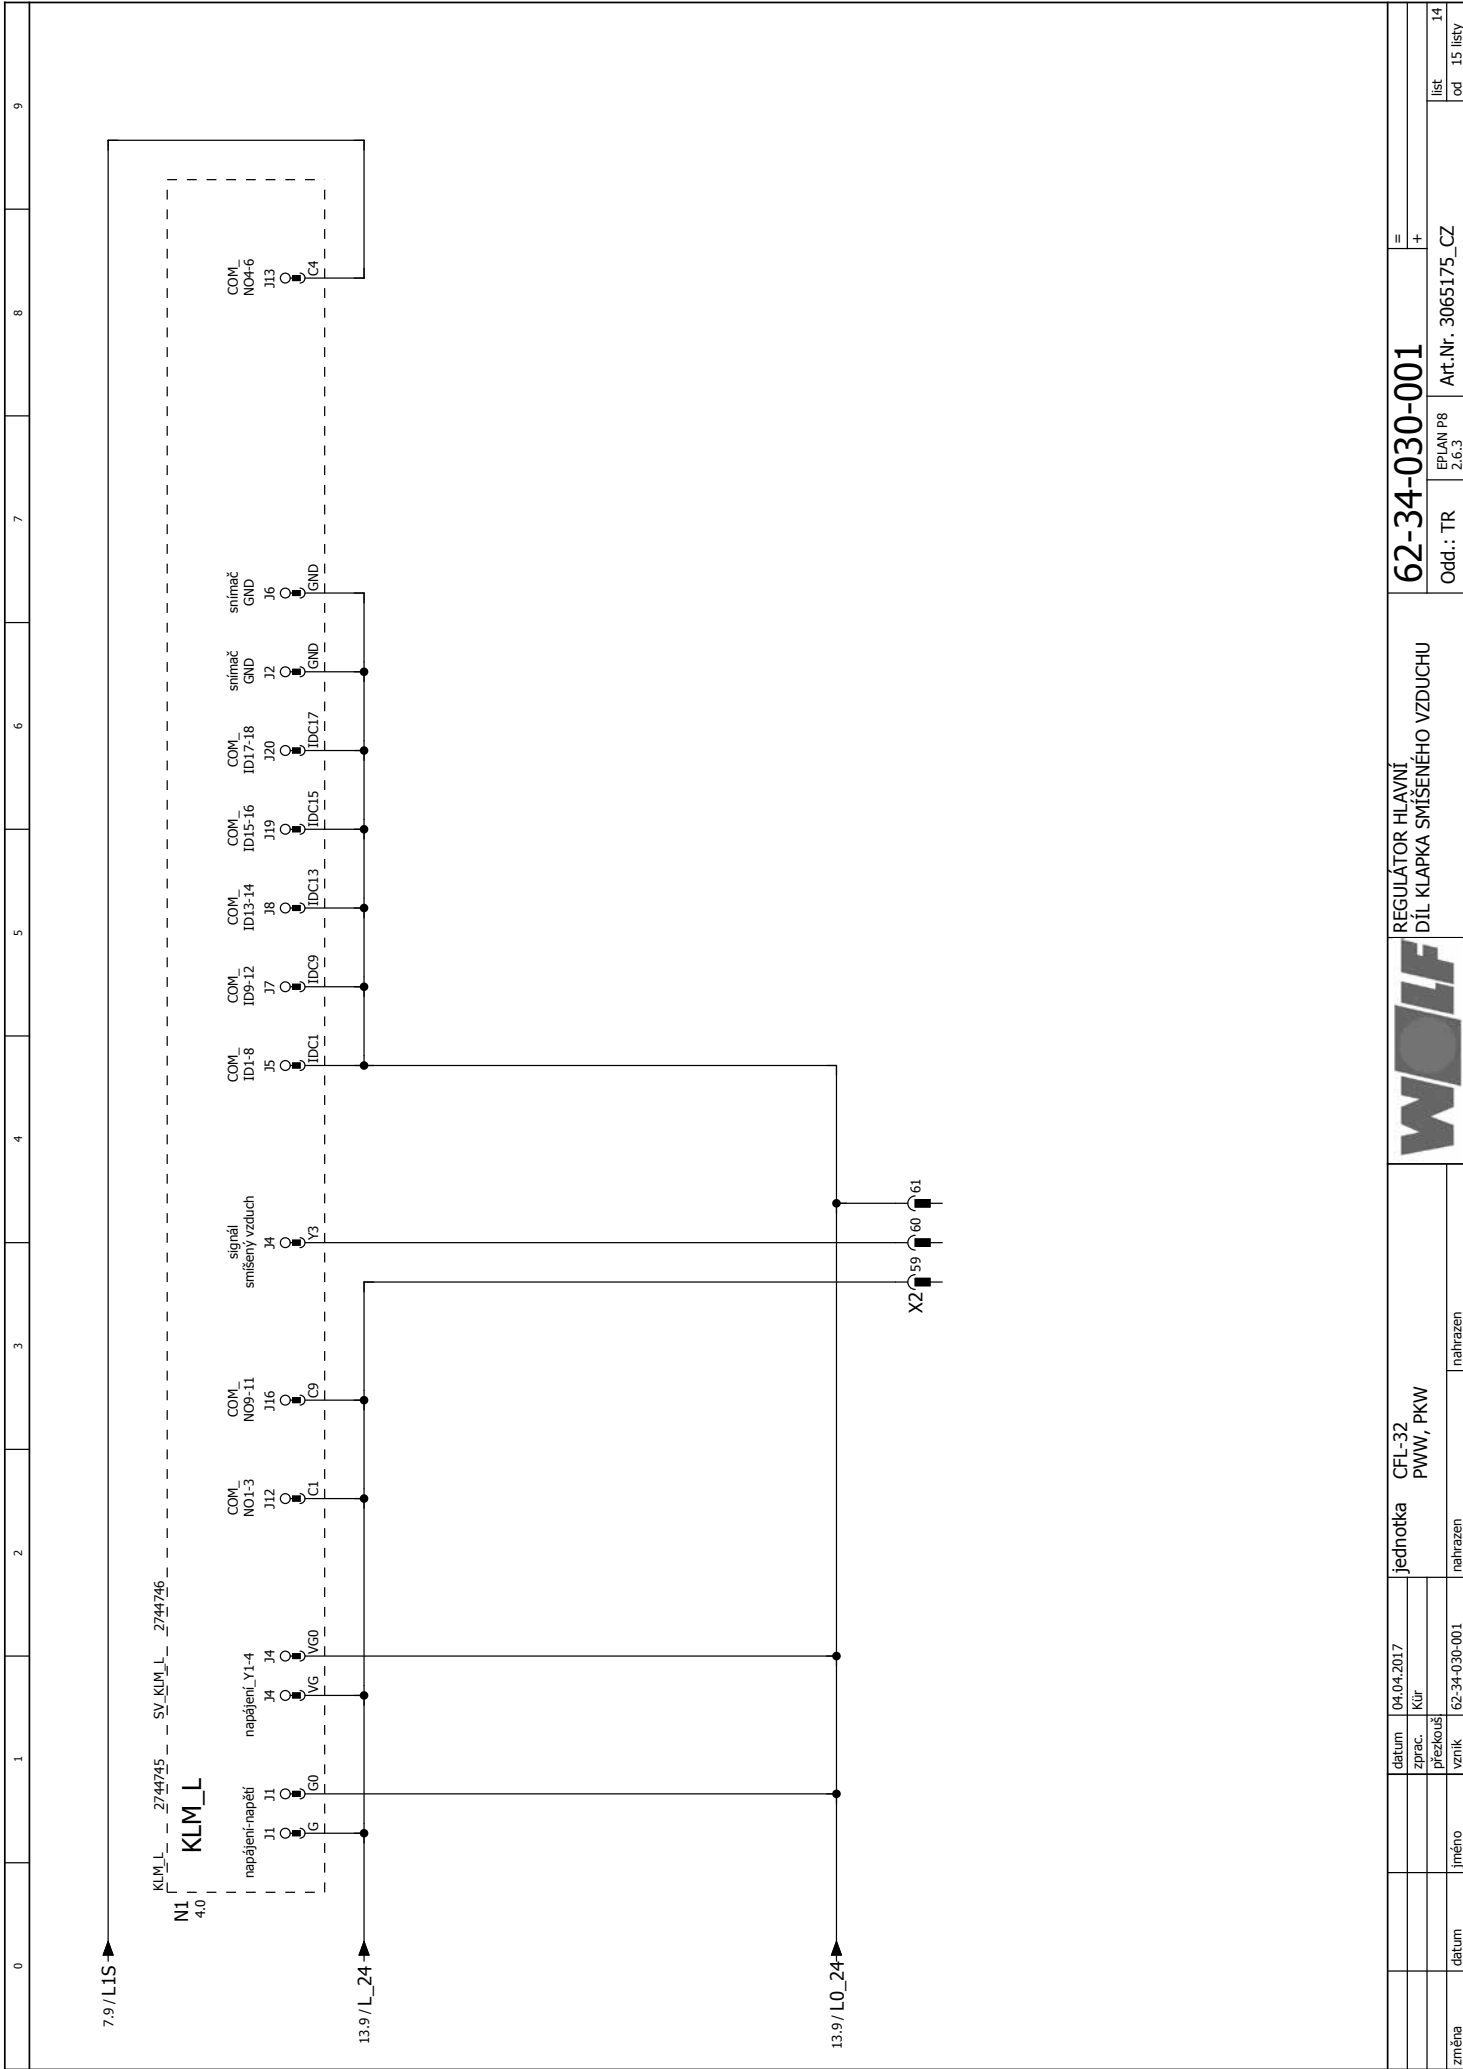 0 1 2 3 4 5 6 7 8 9
7.9 / L1S
13.9 / L_24
13.9 / L0_24
N1
4.0
KLM_L 2744745 SV_KLM_L 2744746
KLM_L
napájení-napětí
J1 G
J1 G0
napájení_Y1-4
J4 VG
J4 VG0
COM_
NO1-3
J12 C1
COM_
NO9-11
J16 C9
signál
smíšený vzduch
J4 Y3
COM_
ID1-8
J5 IDC1
COM_
ID9-12
J7 IDC9
COM_
ID13-14
J8 IDC13
COM_
ID15-16
J19 IDC15
COM_
ID17-18
J20 IDC17
snímač
GND
J2 GND
snímač
GND
J6 GND
COM_
NO4-6
J13 C4
X2 59 60 61
změna datum jméno
datum 04.04.2017
zprac. Kür
přezkouš.
vznik 62-34-030-001
jednotka CFL-32
PWW, PKW
nahrazen nahrazen
WOLF
REGULÁTOR HLAVNÍ
DÍL KLAPKA SMÍŠENÉHO VZDUCHU
62-34-030-001
Odd.: TR
EPLAN P8
2.6.3
Art.Nr. 3065175_CZ
=
+
list 14
od 15 listy